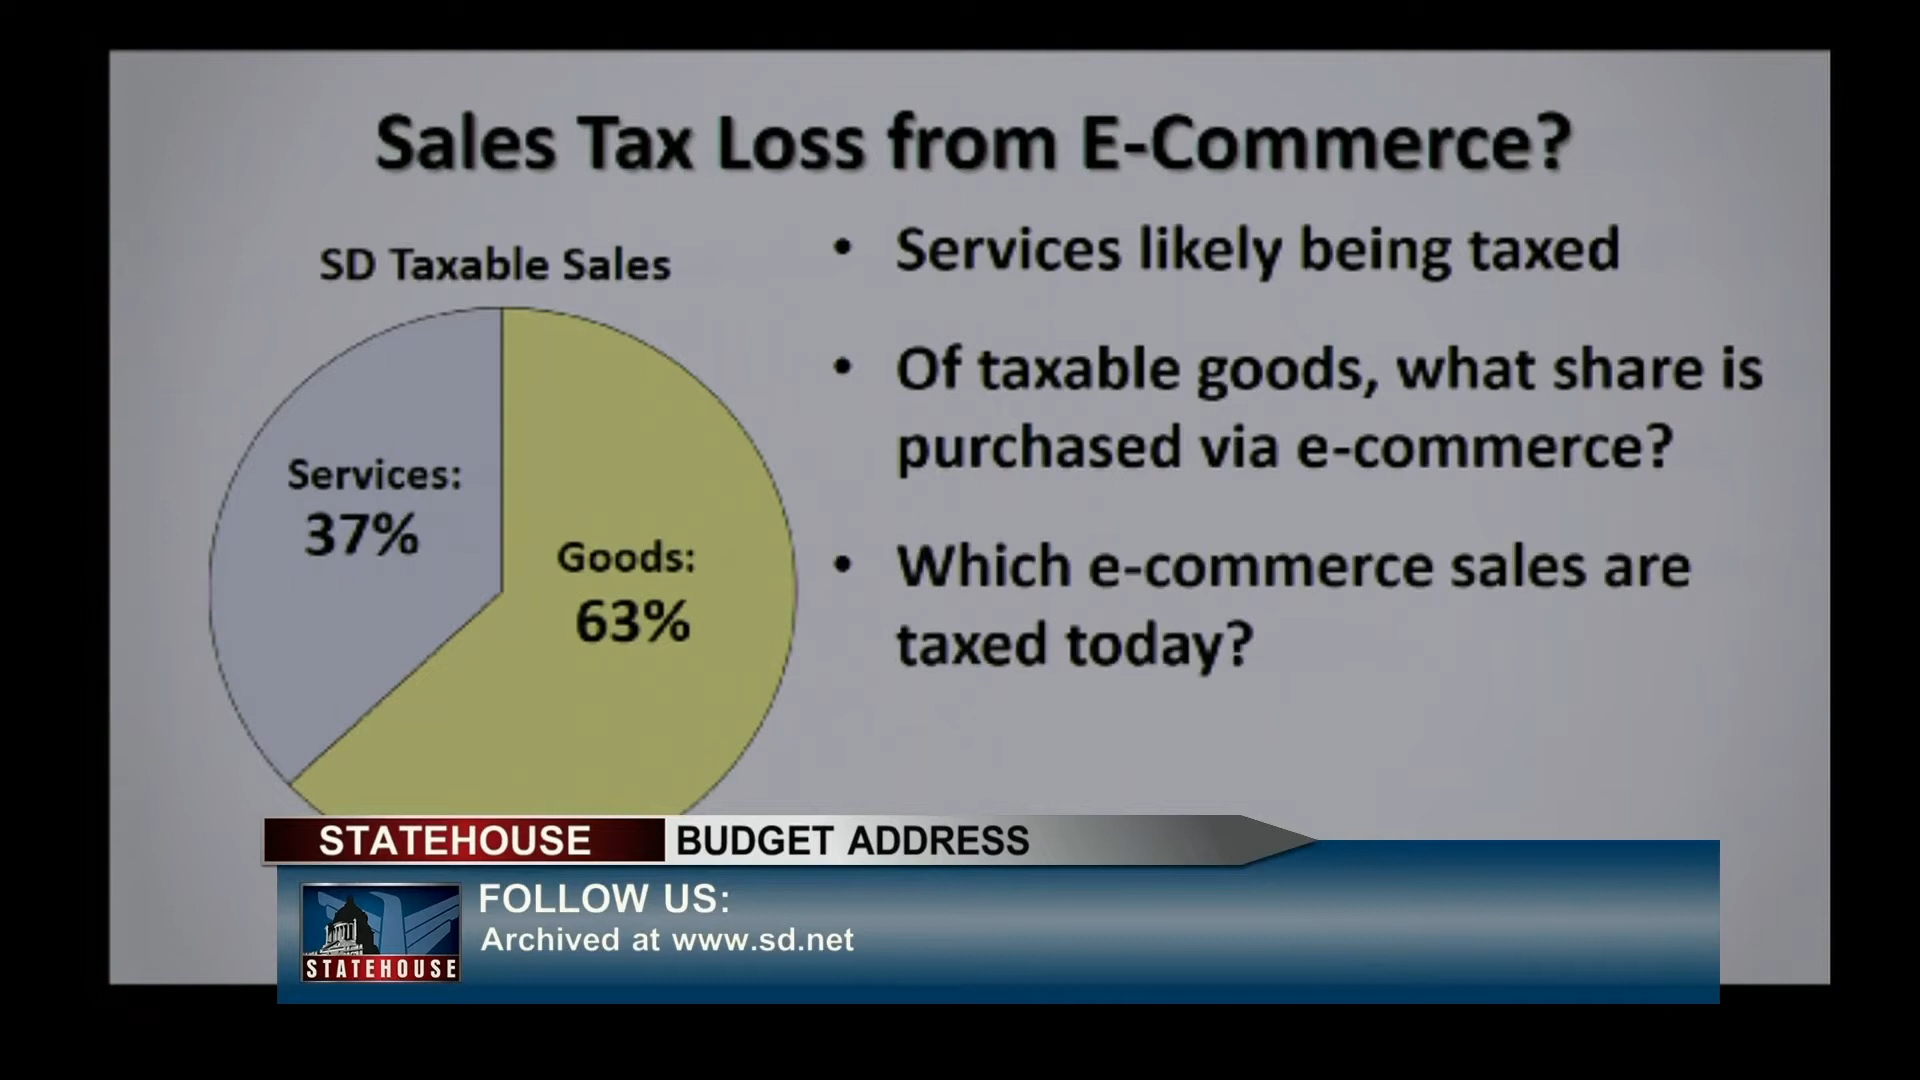 Sales Tax Loss from E-Commerce?
SD Taxable Sales
Services:
37%
Goods:
63%
• Services likely being taxed
• Of taxable goods, what share is
purchased via e-commerce?
• Which e-commerce sales are
taxed today?
STATEHOUSE BUDGET ADDRESS
FOLLOW US:
Archived at www.sd.net
STATEHOUSE